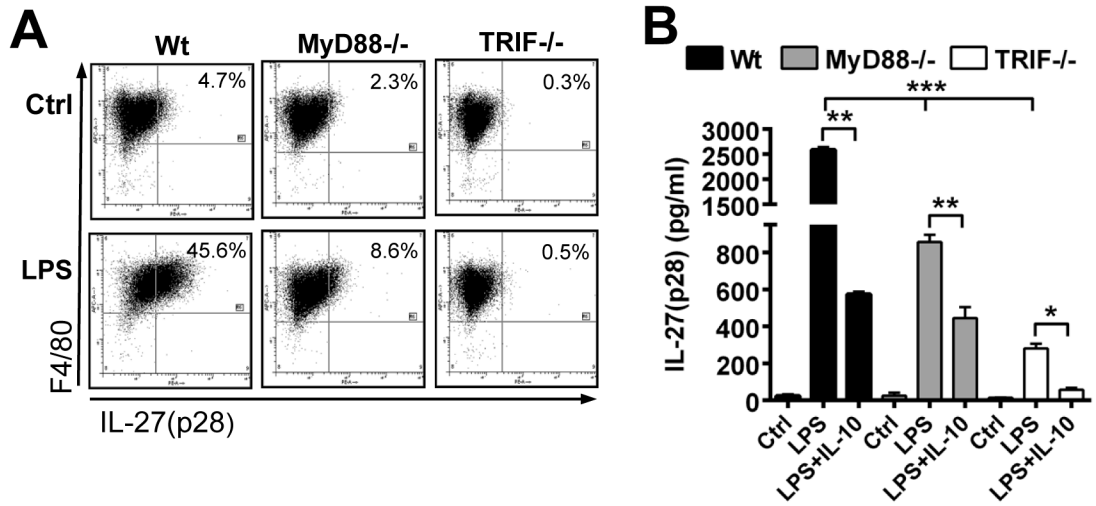 A
Wt MyD88-/- TRIF-/-
Ctrl
4.7% 2.3% 0.3%
LPS
45.6% 8.6% 0.5%
F4/80
IL-27(p28)
B
Wt MyD88-/- TRIF-/-
***
** ** *
IL-27(p28) (pg/ml)
3000
2500
2000
1500
800
600
400
200
0
Ctrl LPS LPS+IL-10 Ctrl LPS LPS+IL-10 Ctrl LPS LPS+IL-10